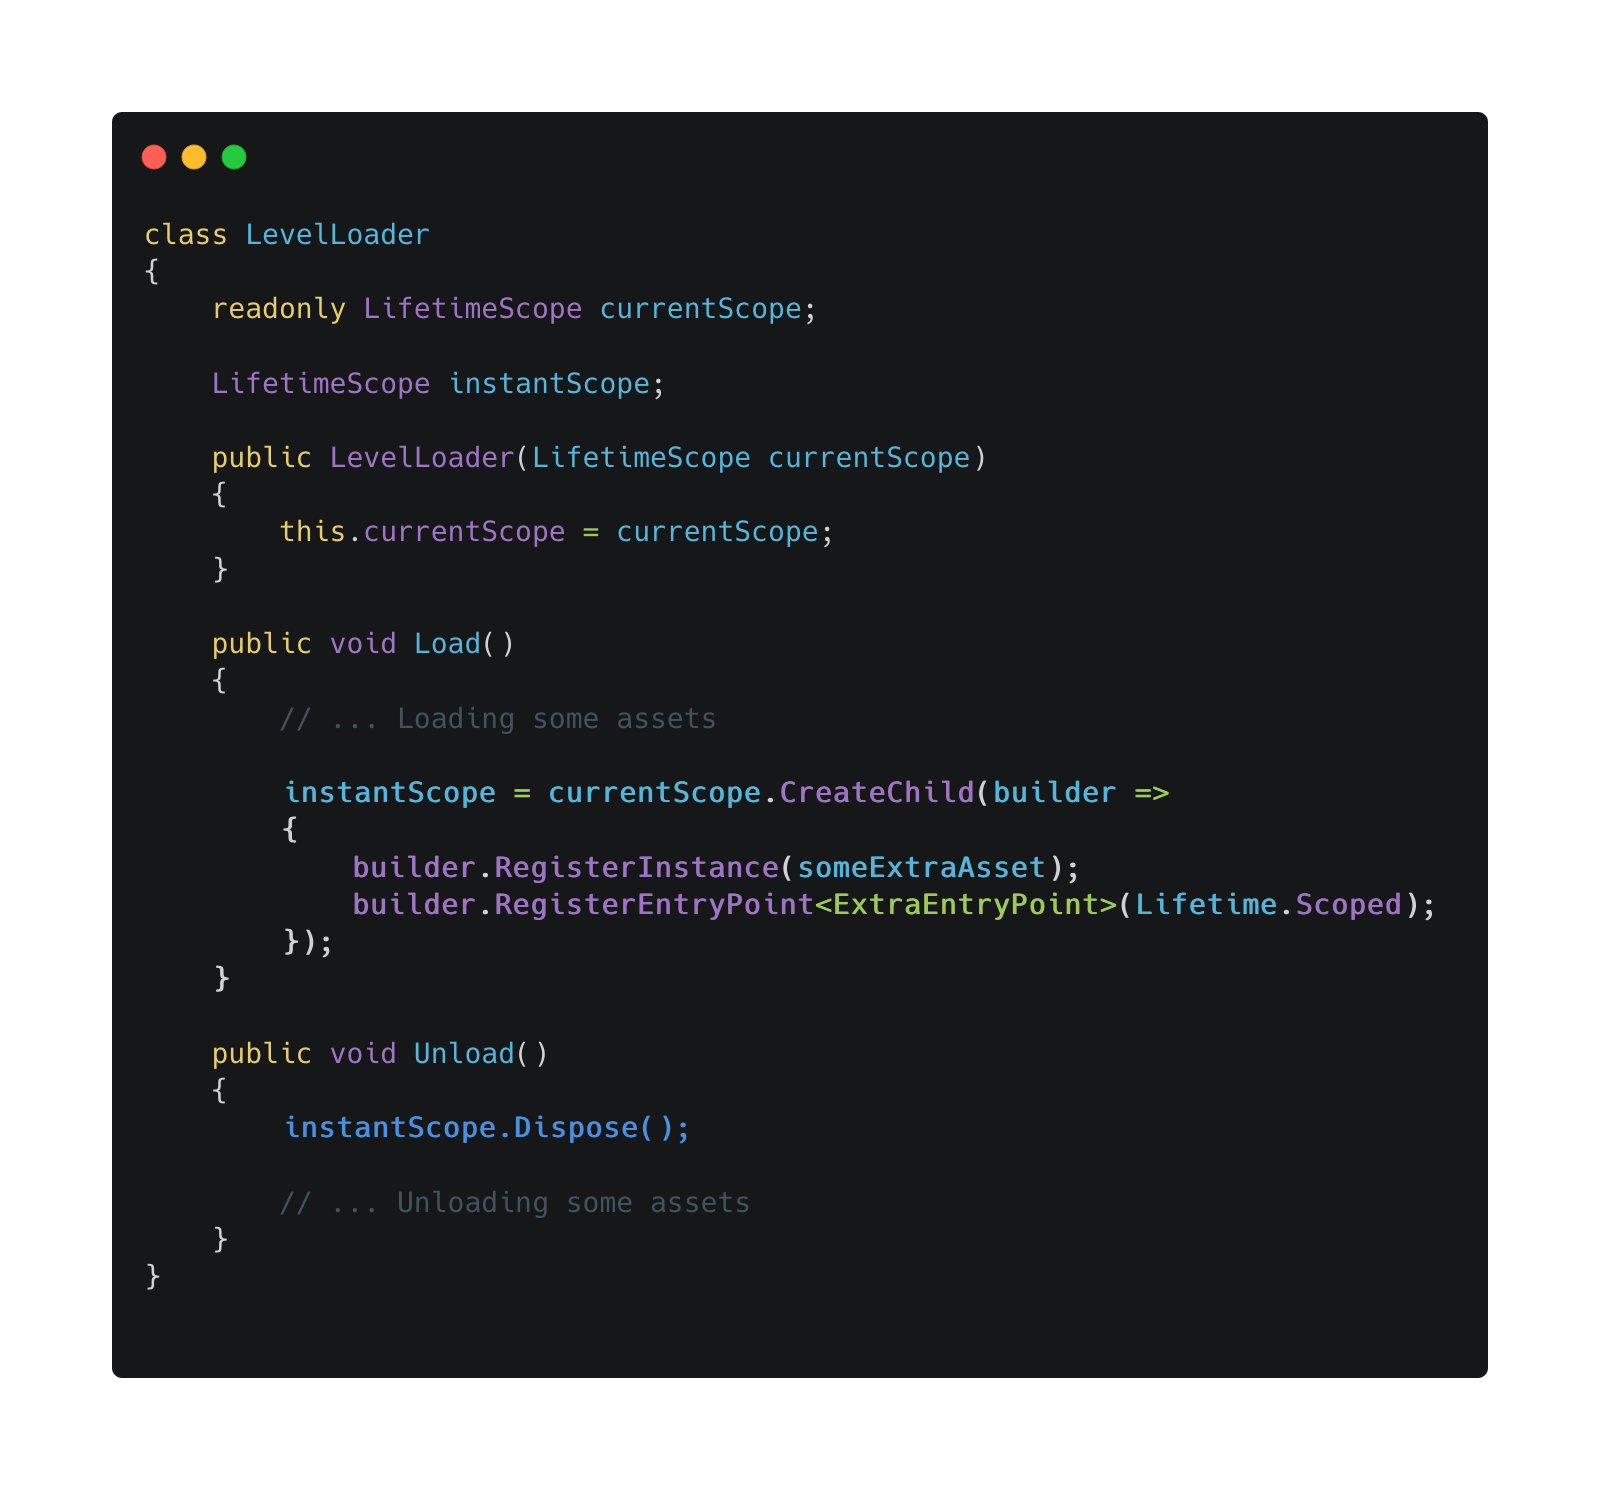 class LevelLoader
{
    readonly LifetimeScope currentScope;

    LifetimeScope instantScope;

    public LevelLoader(LifetimeScope currentScope)
    {
        this.currentScope = currentScope;
    }

    public void Load()
    {
        // ... Loading some assets

        instantScope = currentScope.CreateChild(builder =>
        {
            builder.RegisterInstance(someExtraAsset);
            builder.RegisterEntryPoint<ExtraEntryPoint>(Lifetime.Scoped);
        });
    }

    public void Unload()
    {
        instantScope.Dispose();

        // ... Unloading some assets
    }
}